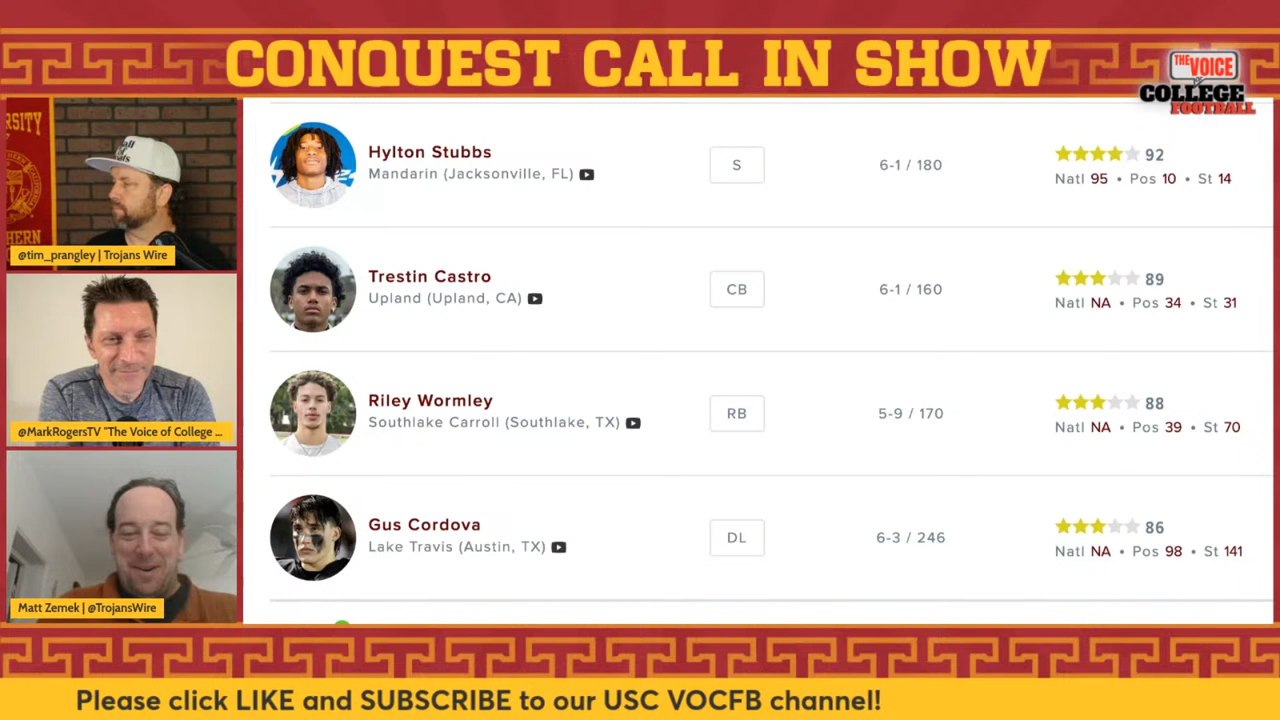 CONQUEST CALL IN SHOW
THE VOICE
OF
COLLEGE
FOOTBALL
@tim_prangley | Trojans Wire
@MarkRogersTV "The Voice of College ...
Matt Zemek | @TrojansWire
Hylton Stubbs
Mandarin (Jacksonville, FL)
S
6-1 / 180
92
Natl 95 • Pos 10 • St 14
Trestin Castro
Upland (Upland, CA)
CB
6-1 / 160
89
Natl NA • Pos 34 • St 31
Riley Wormley
Southlake Carroll (Southlake, TX)
RB
5-9 / 170
88
Natl NA • Pos 39 • St 70
Gus Cordova
Lake Travis (Austin, TX)
DL
6-3 / 246
86
Natl NA • Pos 98 • St 141
Please click LIKE and SUBSCRIBE to our USC VOCFB channel!